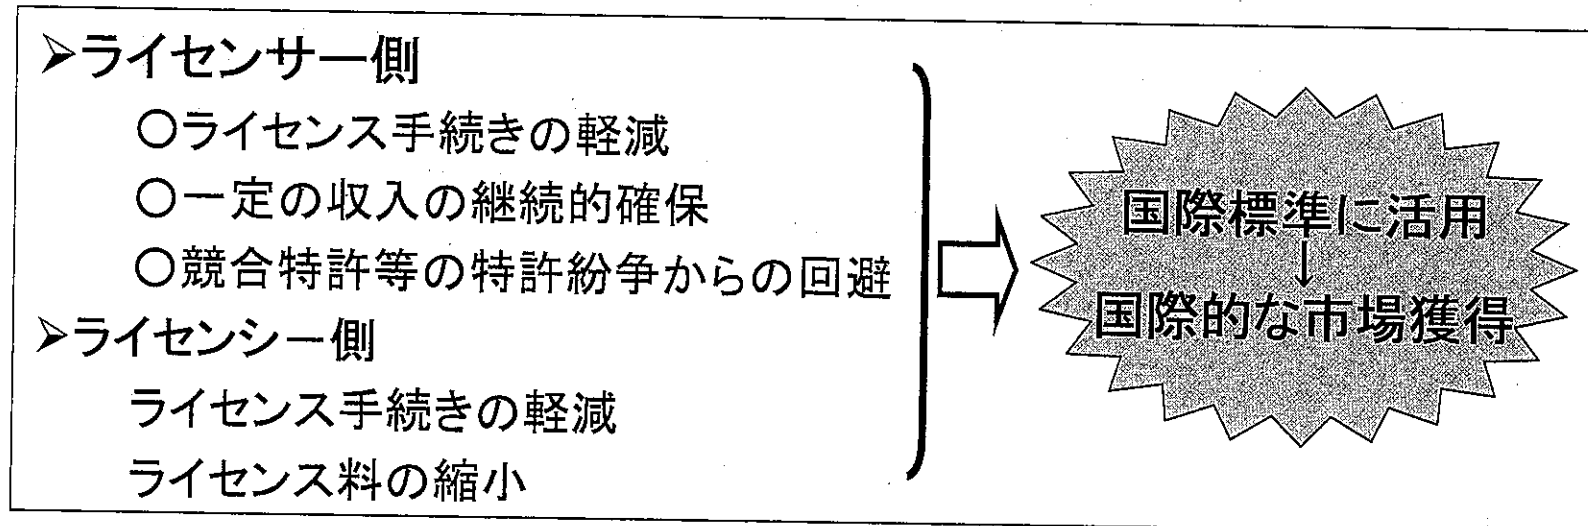 ➢ライセンサー側
○ライセンス手続きの軽減
○一定の収入の継続的確保
○競合特許等の特許紛争からの回避
➢ライセンシー側
ライセンス手続きの軽減
ライセンス料の縮小
国際標準に活用
↓
国際的な市場獲得